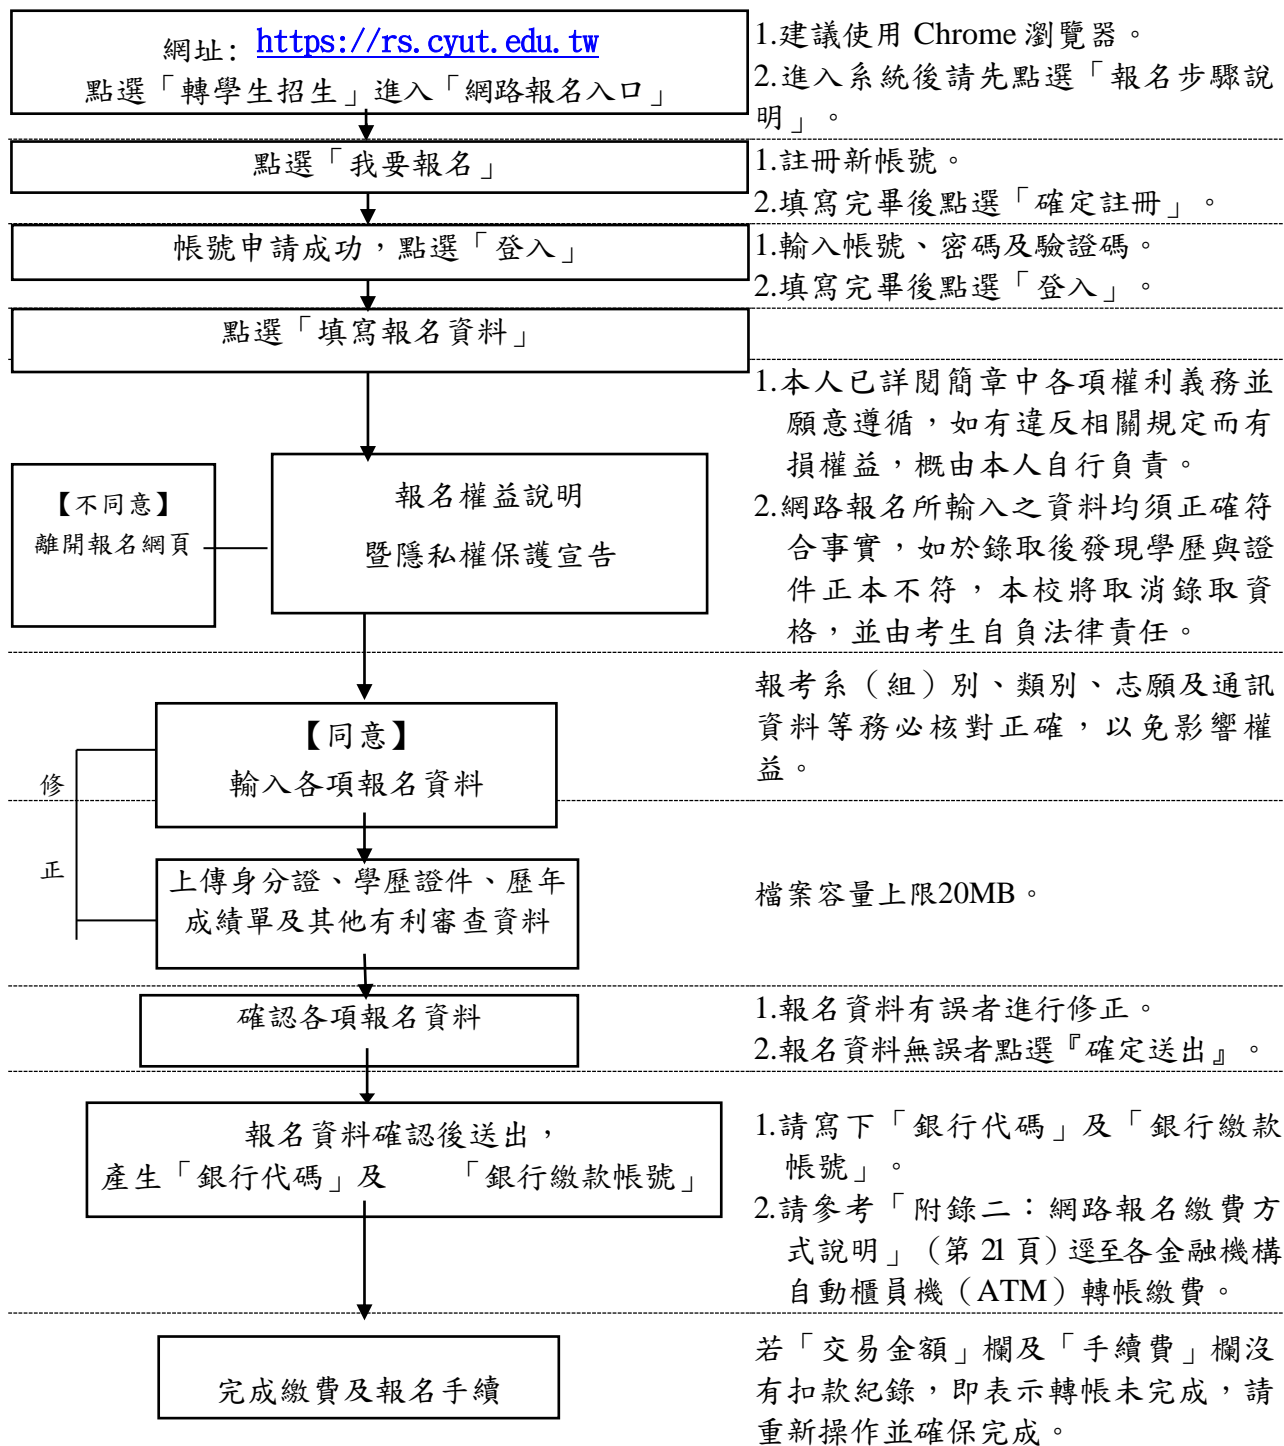 網址: https://rs.cyut.edu.tw
點選「轉學生招生」進入「網路報名入口」
1.建議使用 Chrome 瀏覽器。
2.進入系統後請先點選「報名步驟說
明」。
點選「我要報名」
1.註冊新帳號。
2.填寫完畢後點選「確定註冊」。
帳號申請成功，點選「登入」
1.輸入帳號、密碼及驗證碼。
2.填寫完畢後點選「登入」。
點選「填寫報名資料」
1.本人已詳閱簡章中各項權利義務並
願意遵循，如有違反相關規定而有
損權益，概由本人自行負責。
2.網路報名所輸入之資料均須正確符
合事實，如於錄取後發現學歷與證
件正本不符，本校將取消錄取資
格，並由考生自負法律責任。
【不同意】
離開報名網頁
報名權益說明
暨隱私權保護宣告
【同意】
輸入各項報名資料
報考系（組）別、類別、志願及通訊
資料等務必核對正確，以免影響權
益。
修
正
上傳身分證、學歷證件、歷年
成績單及其他有利審查資料
檔案容量上限20MB。
確認各項報名資料
1.報名資料有誤者進行修正。
2.報名資料無誤者點選『確定送出』。
報名資料確認後送出，
產生「銀行代碼」及 「銀行繳款帳號」
1.請寫下「銀行代碼」及「銀行繳款
帳號」。
2.請參考「附錄二：網路報名繳費方
式說明」（第 21 頁）逕至各金融機構
自動櫃員機（ATM）轉帳繳費。
完成繳費及報名手續
若「交易金額」欄及「手續費」欄沒
有扣款紀錄，即表示轉帳未完成，請
重新操作並確保完成。